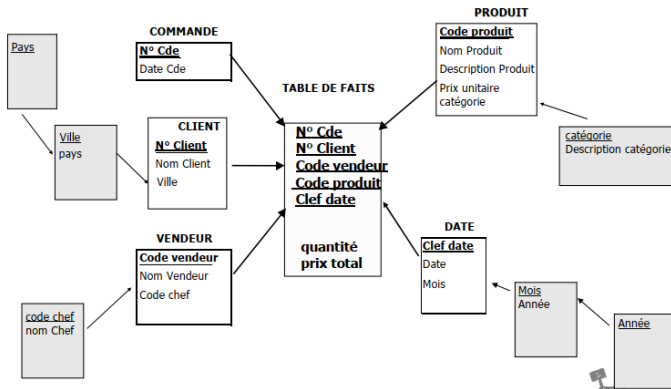 COMMANDE
N° Cde
Date Cde
PRODUIT
Code produit
Nom Produit
Description Produit
Prix unitaire
catégorie
Pays
TABLE DE FAITS
N° Cde
N° Client
Code vendeur
Code produit
Clef date
quantité
prix total
Ville
pays
CLIENT
N° Client
Nom Client
Ville
catégorie
Description catégorie
VENDEUR
Code vendeur
Nom Vendeur
Code chef
DATE
Clef date
Date
Mois
code chef
nom Chef
Mois
Année
Année